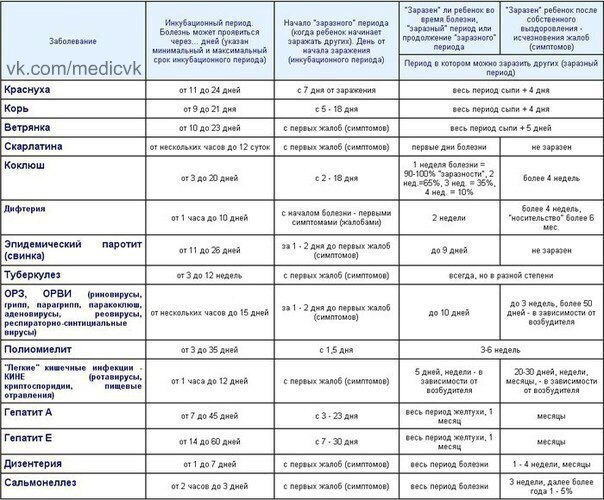 Заболевание
vk.com/medicvk
Инкубационный период.
Болезнь может проявиться
через... дней (указан
минимальный и максимальный
срок инкубационного периода)
Начало "заразного" периода
(когда ребенок начинает
заражать других). День от
начала заражения
(инкубационного периода)
"Заразен" ли ребенок во
время болезни,
"заразный" период или
продолжение "заразного"
периода
"Заразен" ребенок после
собственного
выздоровления -
исчезновения жалоб
(симптомов)
Период в котором можно заразить других (заразный
период)
Краснуха
от 11 до 24 дней
с 7 дня от заражения
весь период сыпи + 4 дня
Корь
от 9 до 21 дня
с 5 - 18 дня
весь период сыпи + 4 дня
Ветрянка
от 10 до 23 дней
с первых жалоб (симптомов)
весь период сыпи + 5 дней
Скарлатина
от нескольких часов до 12 суток
с первых жалоб (симптомов)
первые дни болезни
не заразен
Коклюш
от 3 до 20 дней
с 2 - 18 дня
1 неделя болезни =
90-100% "заразности", 2
нед.=65%, 3 нед. = 35%,
4 нед. = 10%
более 4 недель
Дифтерия
от 1 часа до 10 дней
с началом болезни - первыми
симптомами (жалобами)
2 недели
более 4 недель,
"носительство" более 6
мес.
Эпидемический паротит
(свинка)
от 11 до 26 дней
за 1 - 2 дня до первых жалоб
(симптомов)
до 9 дней
не заразен
Туберкулез
от 3 до 12 недель
с первых жалоб (симптомов)
всегда, но в разной степени
ОРЗ, ОРВИ (риновирусы,
грипп, парагрипп, паракоклюш,
аденовирусы, реовирусы,
респираторно-синтициальные
вирусы)
от нескольких часов до 15 дней
за 1 - 2 дня до первых жалоб
(симптомов)
до 10 дней
до 3 недель, более 50
дней - в зависимости от
возбудителя
Полиомиелит
от 3 до 35 дней
с 1,5 дня
3-6 недель
"Легкие" кишечные инфекции -
КИНЕ (ротавирусы,
криптоспоридии, пищевые
отравления)
от 1 часа до 12 дней
с первых жалоб (симптомов)
5 дней, недели - в
зависимости от
возбудителя
20-30 дней, недели,
месяцы, - в зависимости
от возбудителя
Гепатит А
от 7 до 45 дней
с 3 - 23 дня
весь период желтухи, 1
месяц
месяцы
Гепатит Е
от 14 до 60 дней
с 7 - 30 дня
весь период желтухи, 1
месяц
месяцы
Дизентерия
от 1 до 7 дней
с первых жалоб (симптомов)
весь период болезни
1 - 4 недели, месяцы
Сальмонеллез
от 2 часов до 3 дней
с первых жалоб (симптомов)
весь период болезни
3 недели, далее более
года 1 - 5%